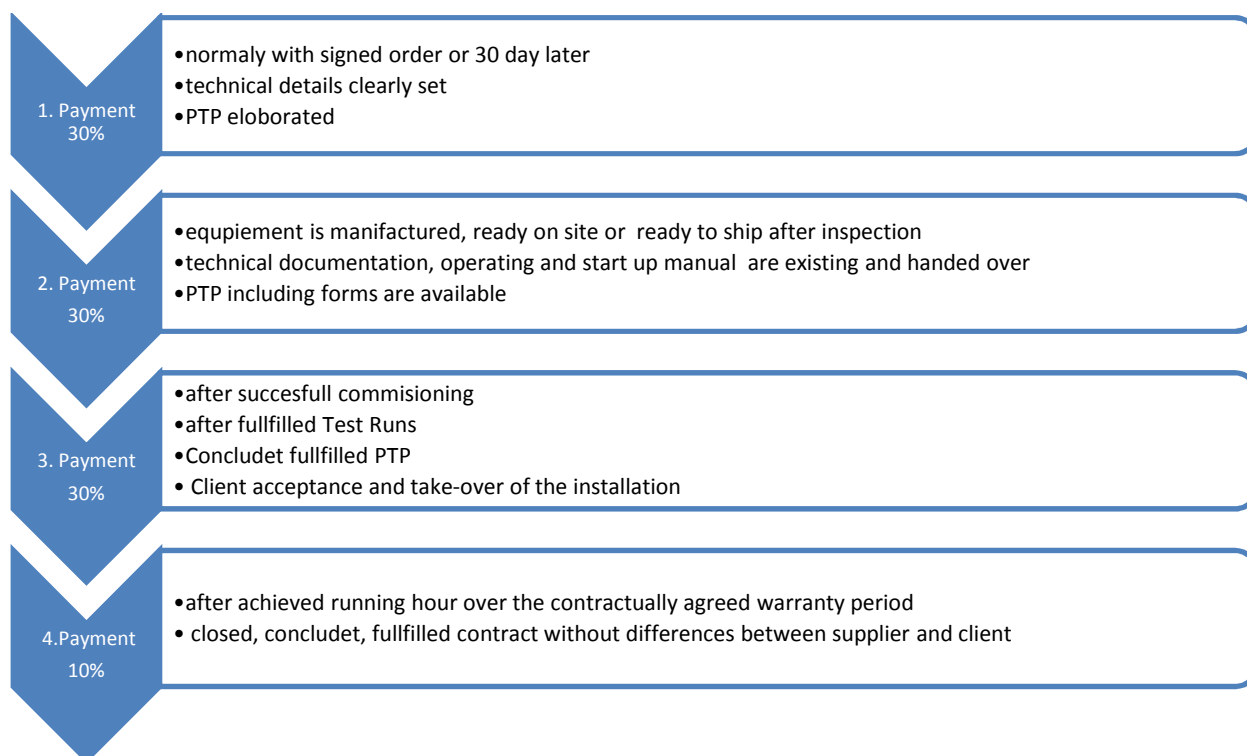 1. Payment
30%
•normaly with signed order or 30 day later
•technical details clearly set
•PTP eloborated
2. Payment
30%
•equpiement is manifactured, ready on site or  ready to ship after inspection
•technical documentation, operating and start up manual  are existing and handed over
•PTP including forms are available
3. Payment
30%
•after succesfull commisioning
•after fullfilled Test Runs
•Concludet fullfilled PTP
• Client acceptance and take-over of the installation
4.Payment
10%
•after achieved running hour over the contractually agreed warranty period
• closed, concludet, fullfilled contract without differences between supplier and client